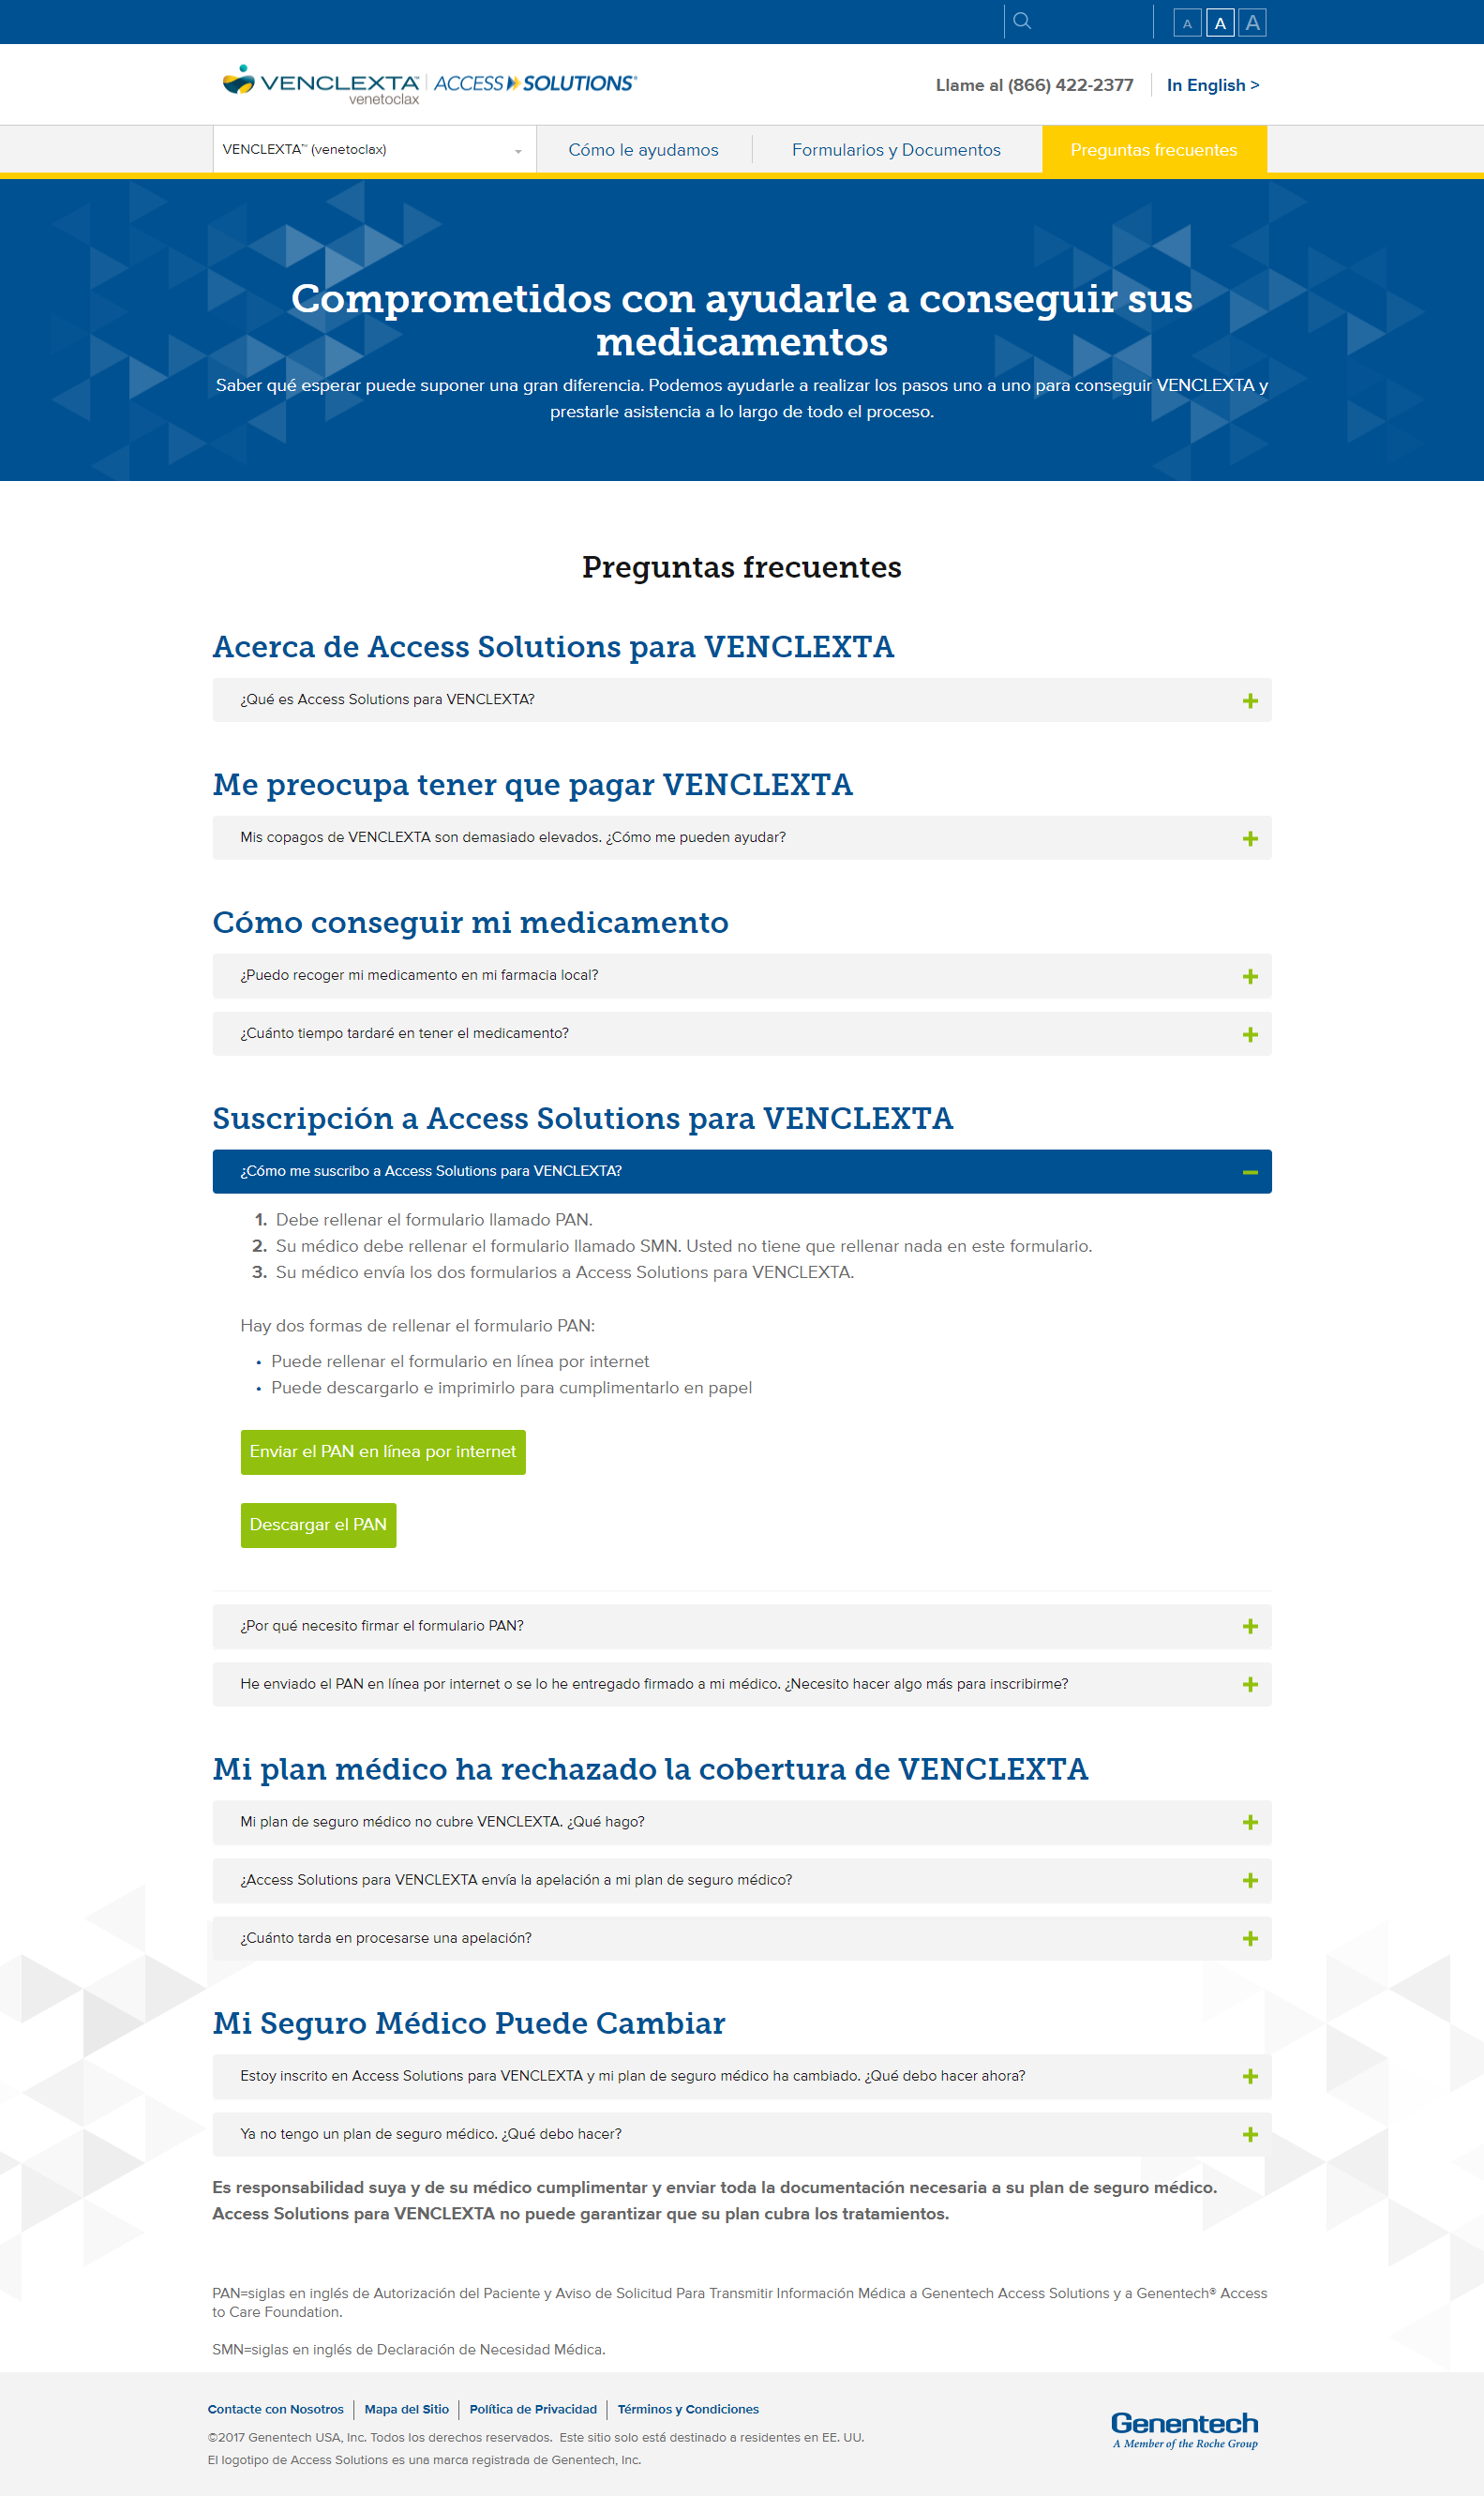 A A A
VENCLEXTA™ venetoclax | ACCESS SOLUTIONS®
Llame al (866) 422-2377
In English >
VENCLEXTA™ (venetoclax)
Cómo le ayudamos
Formularios y Documentos
Preguntas frecuentes
Comprometidos con ayudarle a conseguir sus
medicamentos
Saber qué esperar puede suponer una gran diferencia. Podemos ayudarle a realizar los pasos uno a uno para conseguir VENCLEXTA y
prestarle asistencia a lo largo de todo el proceso.
Preguntas frecuentes
Acerca de Access Solutions para VENCLEXTA
¿Qué es Access Solutions para VENCLEXTA?
Me preocupa tener que pagar VENCLEXTA
Mis copagos de VENCLEXTA son demasiado elevados. ¿Cómo me pueden ayudar?
Cómo conseguir mi medicamento
¿Puedo recoger mi medicamento en mi farmacia local?
¿Cuánto tiempo tardaré en tener el medicamento?
Suscripción a Access Solutions para VENCLEXTA
¿Cómo me suscribo a Access Solutions para VENCLEXTA?
1. Debe rellenar el formulario llamado PAN.
2. Su médico debe rellenar el formulario llamado SMN. Usted no tiene que rellenar nada en este formulario.
3. Su médico envía los dos formularios a Access Solutions para VENCLEXTA.
Hay dos formas de rellenar el formulario PAN:
• Puede rellenar el formulario en línea por internet
• Puede descargarlo e imprimirlo para cumplimentarlo en papel
Enviar el PAN en línea por internet
Descargar el PAN
¿Por qué necesito firmar el formulario PAN?
He enviado el PAN en línea por internet o se lo he entregado firmado a mi médico. ¿Necesito hacer algo más para inscribirme?
Mi plan médico ha rechazado la cobertura de VENCLEXTA
Mi plan de seguro médico no cubre VENCLEXTA. ¿Qué hago?
¿Access Solutions para VENCLEXTA envía la apelación a mi plan de seguro médico?
¿Cuánto tarda en procesarse una apelación?
Mi Seguro Médico Puede Cambiar
Estoy inscrito en Access Solutions para VENCLEXTA y mi plan de seguro médico ha cambiado. ¿Qué debo hacer ahora?
Ya no tengo un plan de seguro médico. ¿Qué debo hacer?
Es responsabilidad suya y de su médico cumplimentar y enviar toda la documentación necesaria a su plan de seguro médico.
Access Solutions para VENCLEXTA no puede garantizar que su plan cubra los tratamientos.
PAN=siglas en inglés de Autorización del Paciente y Aviso de Solicitud Para Transmitir Información Médica a Genentech Access Solutions y a Genentech® Access
to Care Foundation.
SMN=siglas en inglés de Declaración de Necesidad Médica.
Contacte con Nosotros | Mapa del Sitio | Política de Privacidad | Términos y Condiciones
©2017 Genentech USA, Inc. Todos los derechos reservados. Este sitio solo está destinado a residentes en EE. UU.
El logotipo de Access Solutions es una marca registrada de Genentech, Inc.
Genentech
A Member of the Roche Group